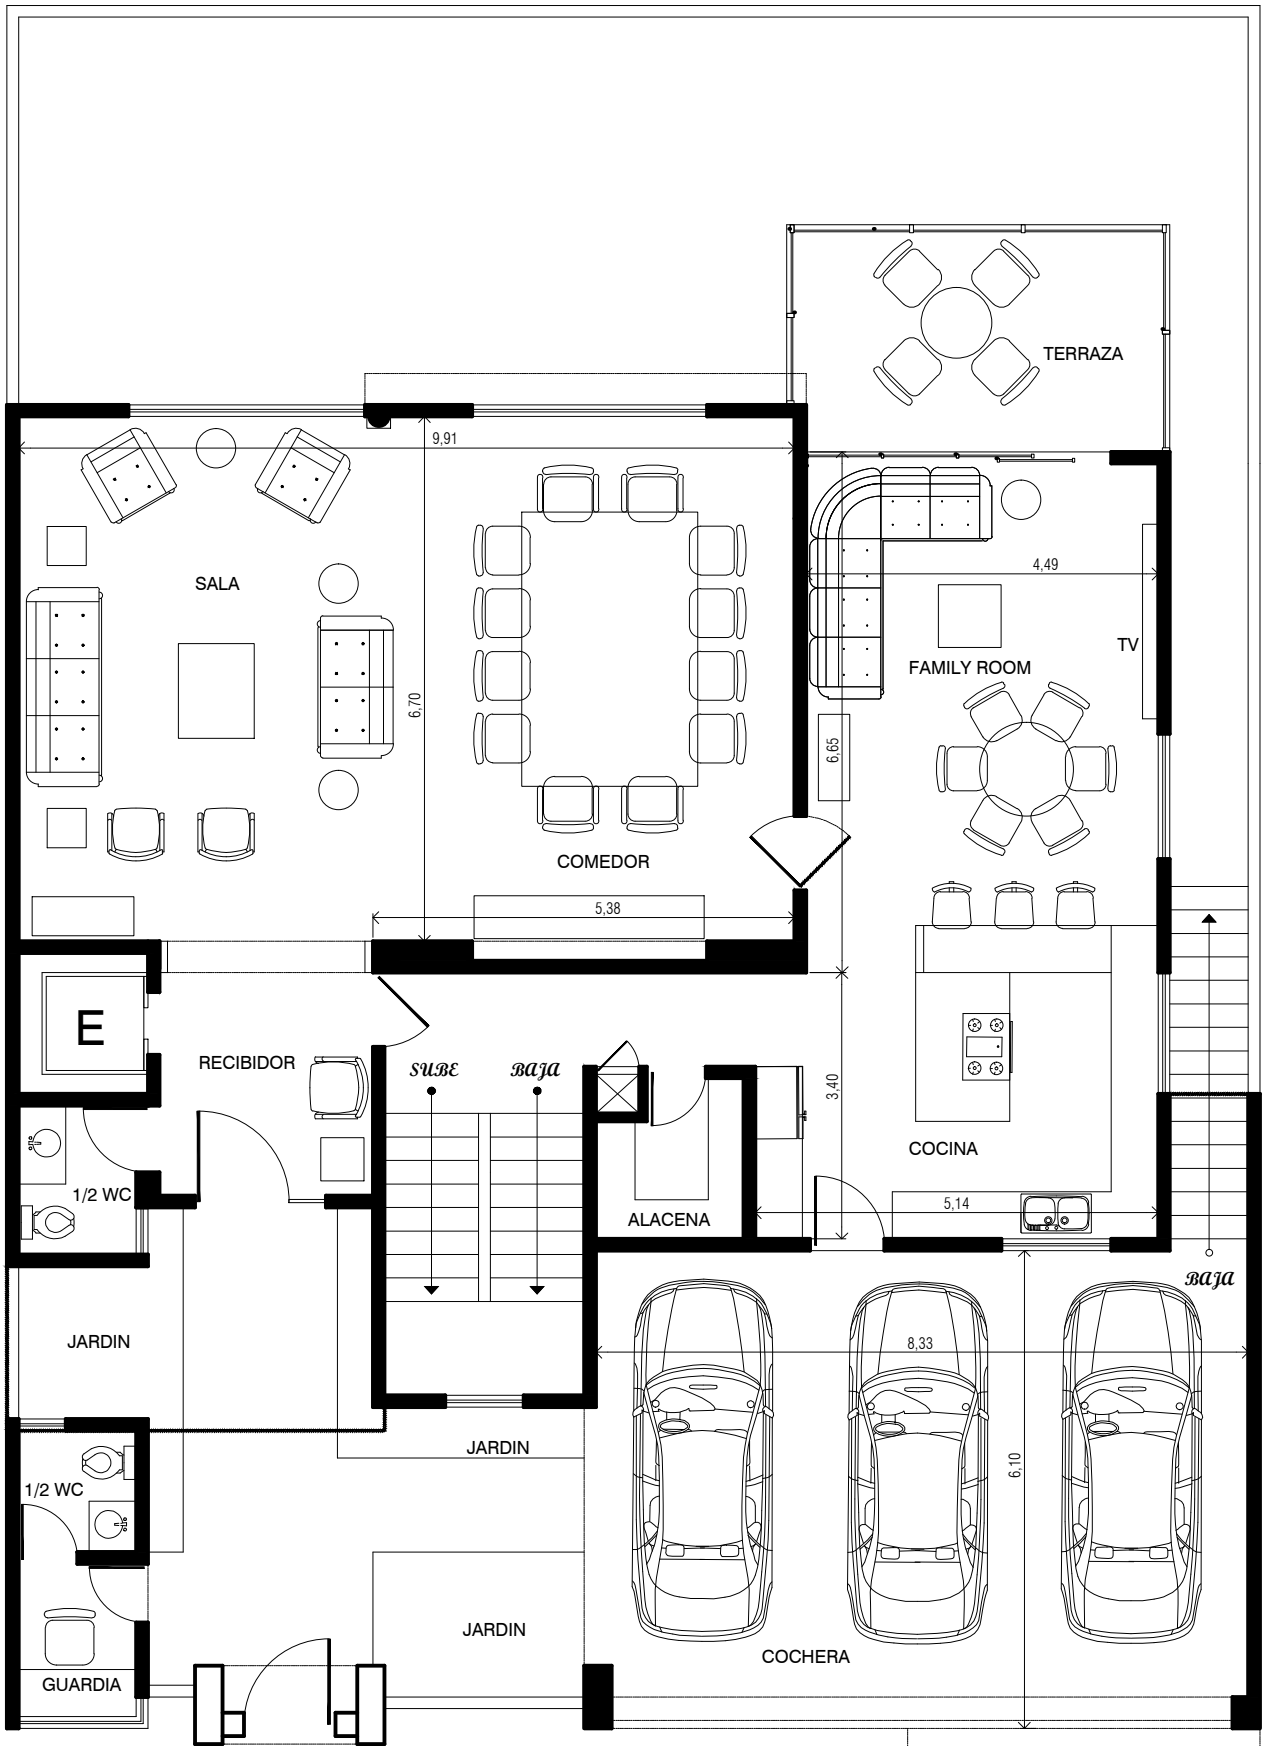 TERRAZA
9,91
SALA
4,49
TV
FAMILY ROOM
6,70
6,65
COMEDOR
5,38
E
RECIBIDOR
SUBE
BAJA
3,40
COCINA
1/2 WC
ALACENA
5,14
BAJA
JARDIN
8,33
JARDIN
6,10
1/2 WC
JARDIN
COCHERA
GUARDIA